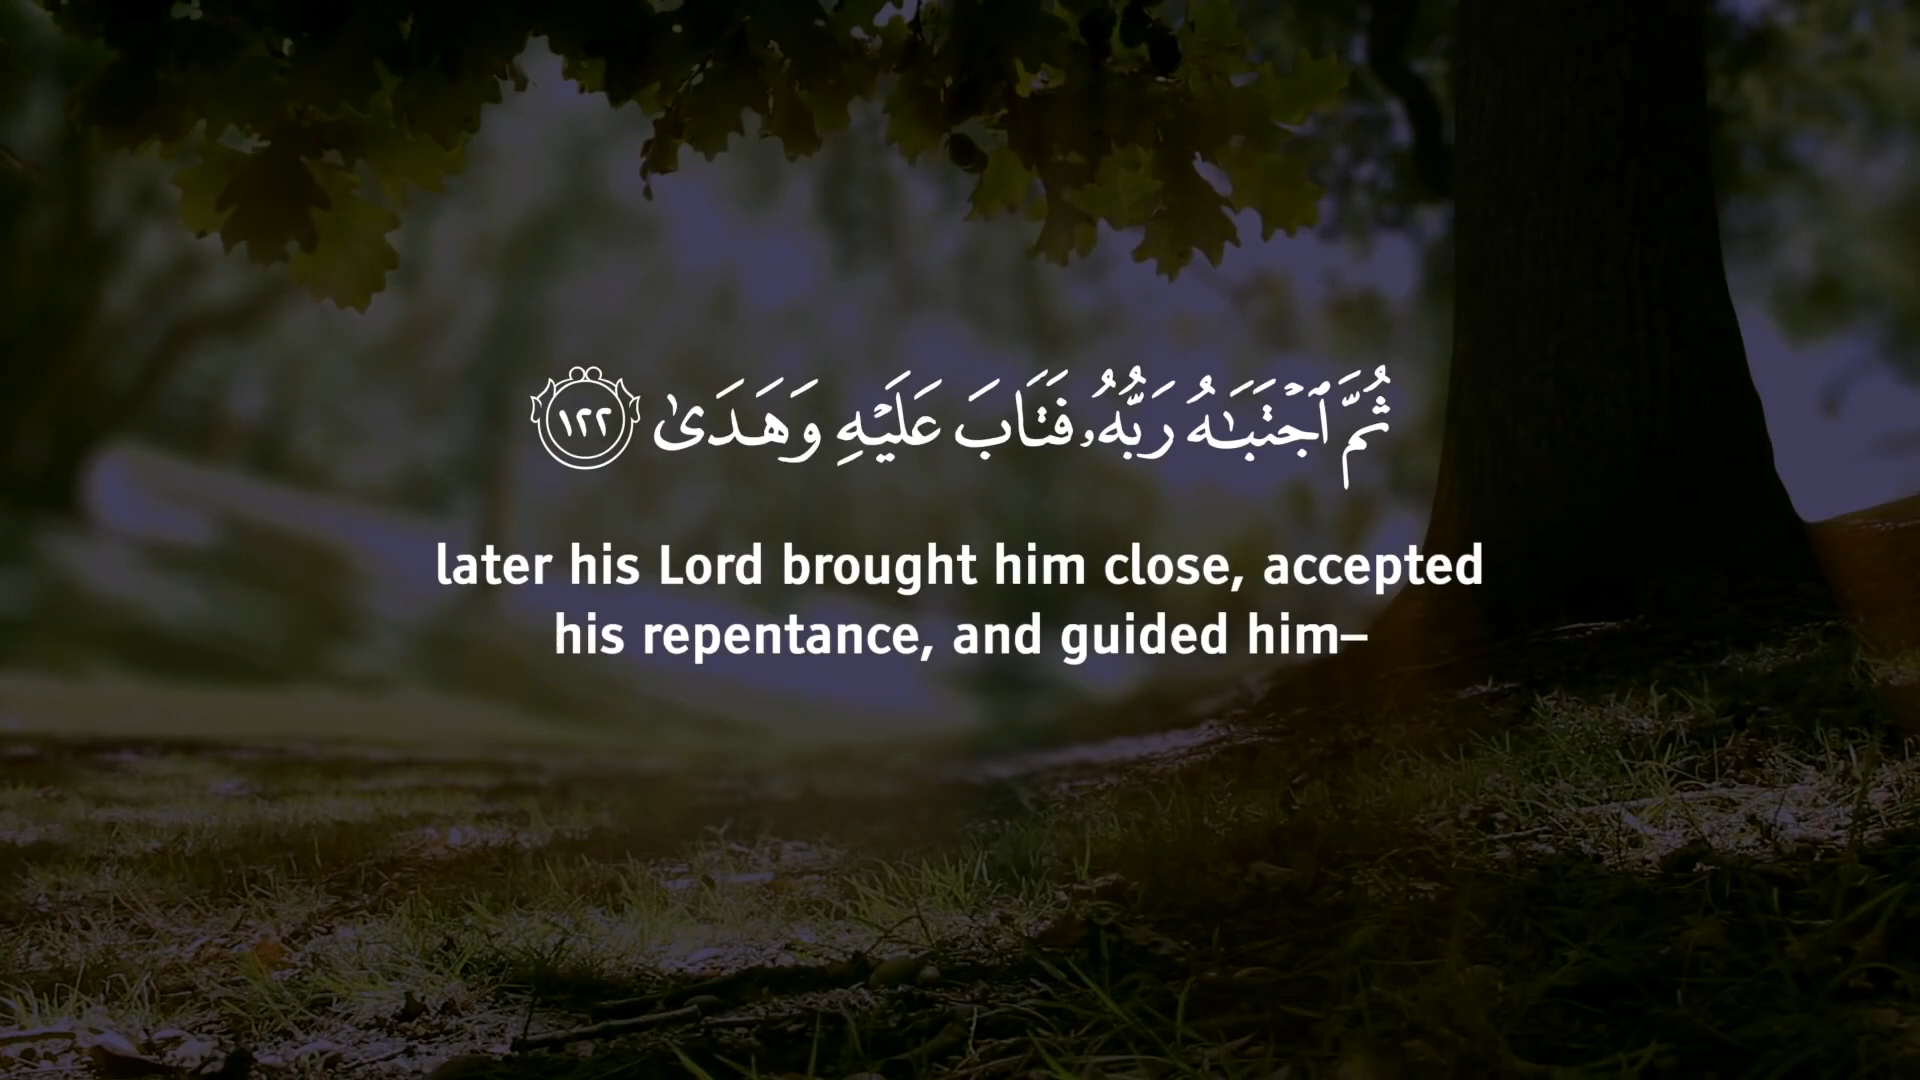 ثُمَّ ٱجْتَبَـٰهُ رَبُّهُۥ فَتَابَ عَلَيْهِ وَهَدَىٰ ١٢٢
later his Lord brought him close, accepted
his repentance, and guided him–